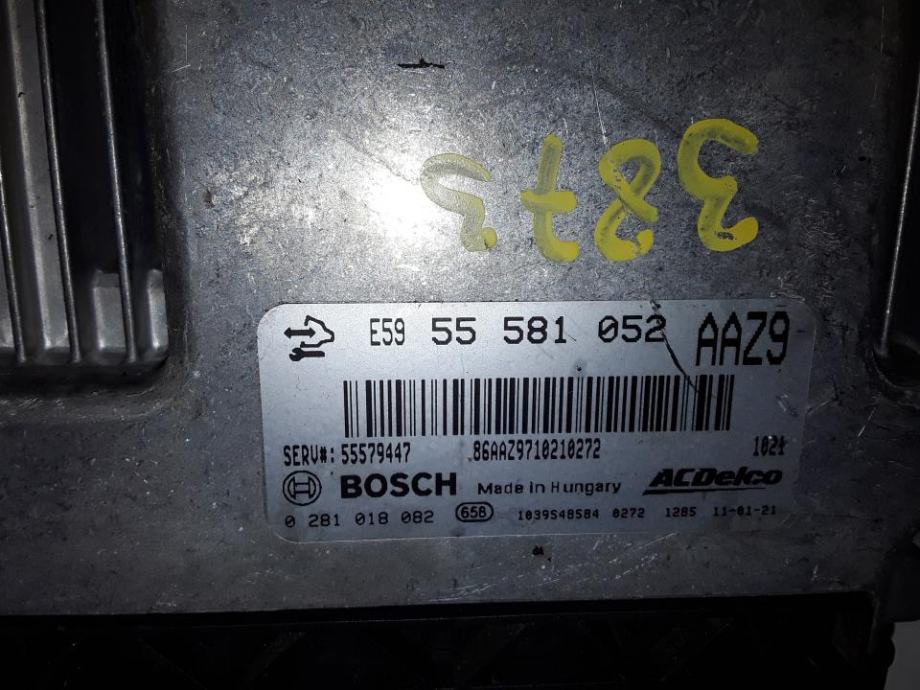 E59 55 581 052 AAZ9
SERV#: 55579447 86AAZ9710210272 1021
BOSCH Made in Hungary ACDelco
0 281 018 082 658 1039S48584 0272 1285 11-01-21